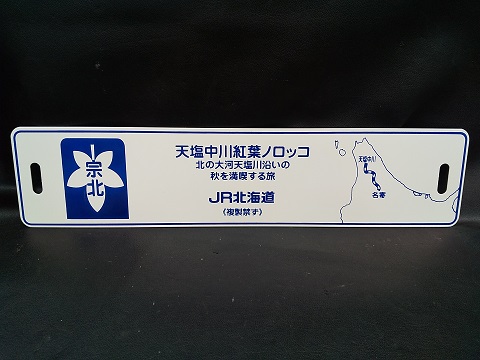 宗北
天塩中川紅葉ノロッコ
北の大河天塩川沿いの
秋を満喫する旅
JR北海道
(複製禁ず)
天塩中川
名寄